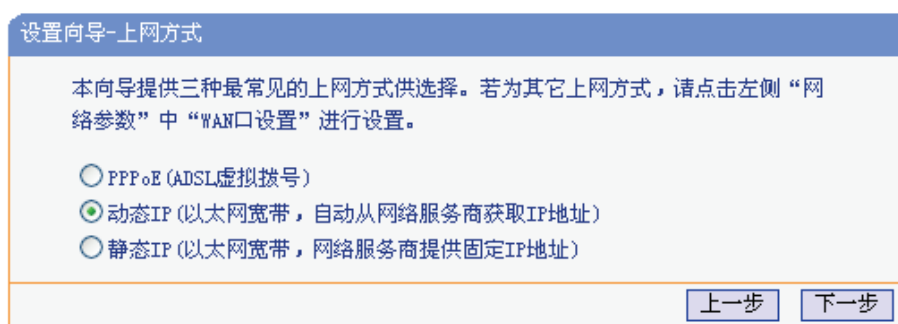 设置向导-上网方式
本向导提供三种最常见的上网方式供选择。若为其它上网方式，请点击左侧“网
络参数”中“WAN口设置”进行设置。
PPPoE(ADSL虚拟拨号)
动态IP(以太网宽带，自动从网络服务商获取IP地址)
静态IP(以太网宽带，网络服务商提供固定IP地址)
上一步 下一步